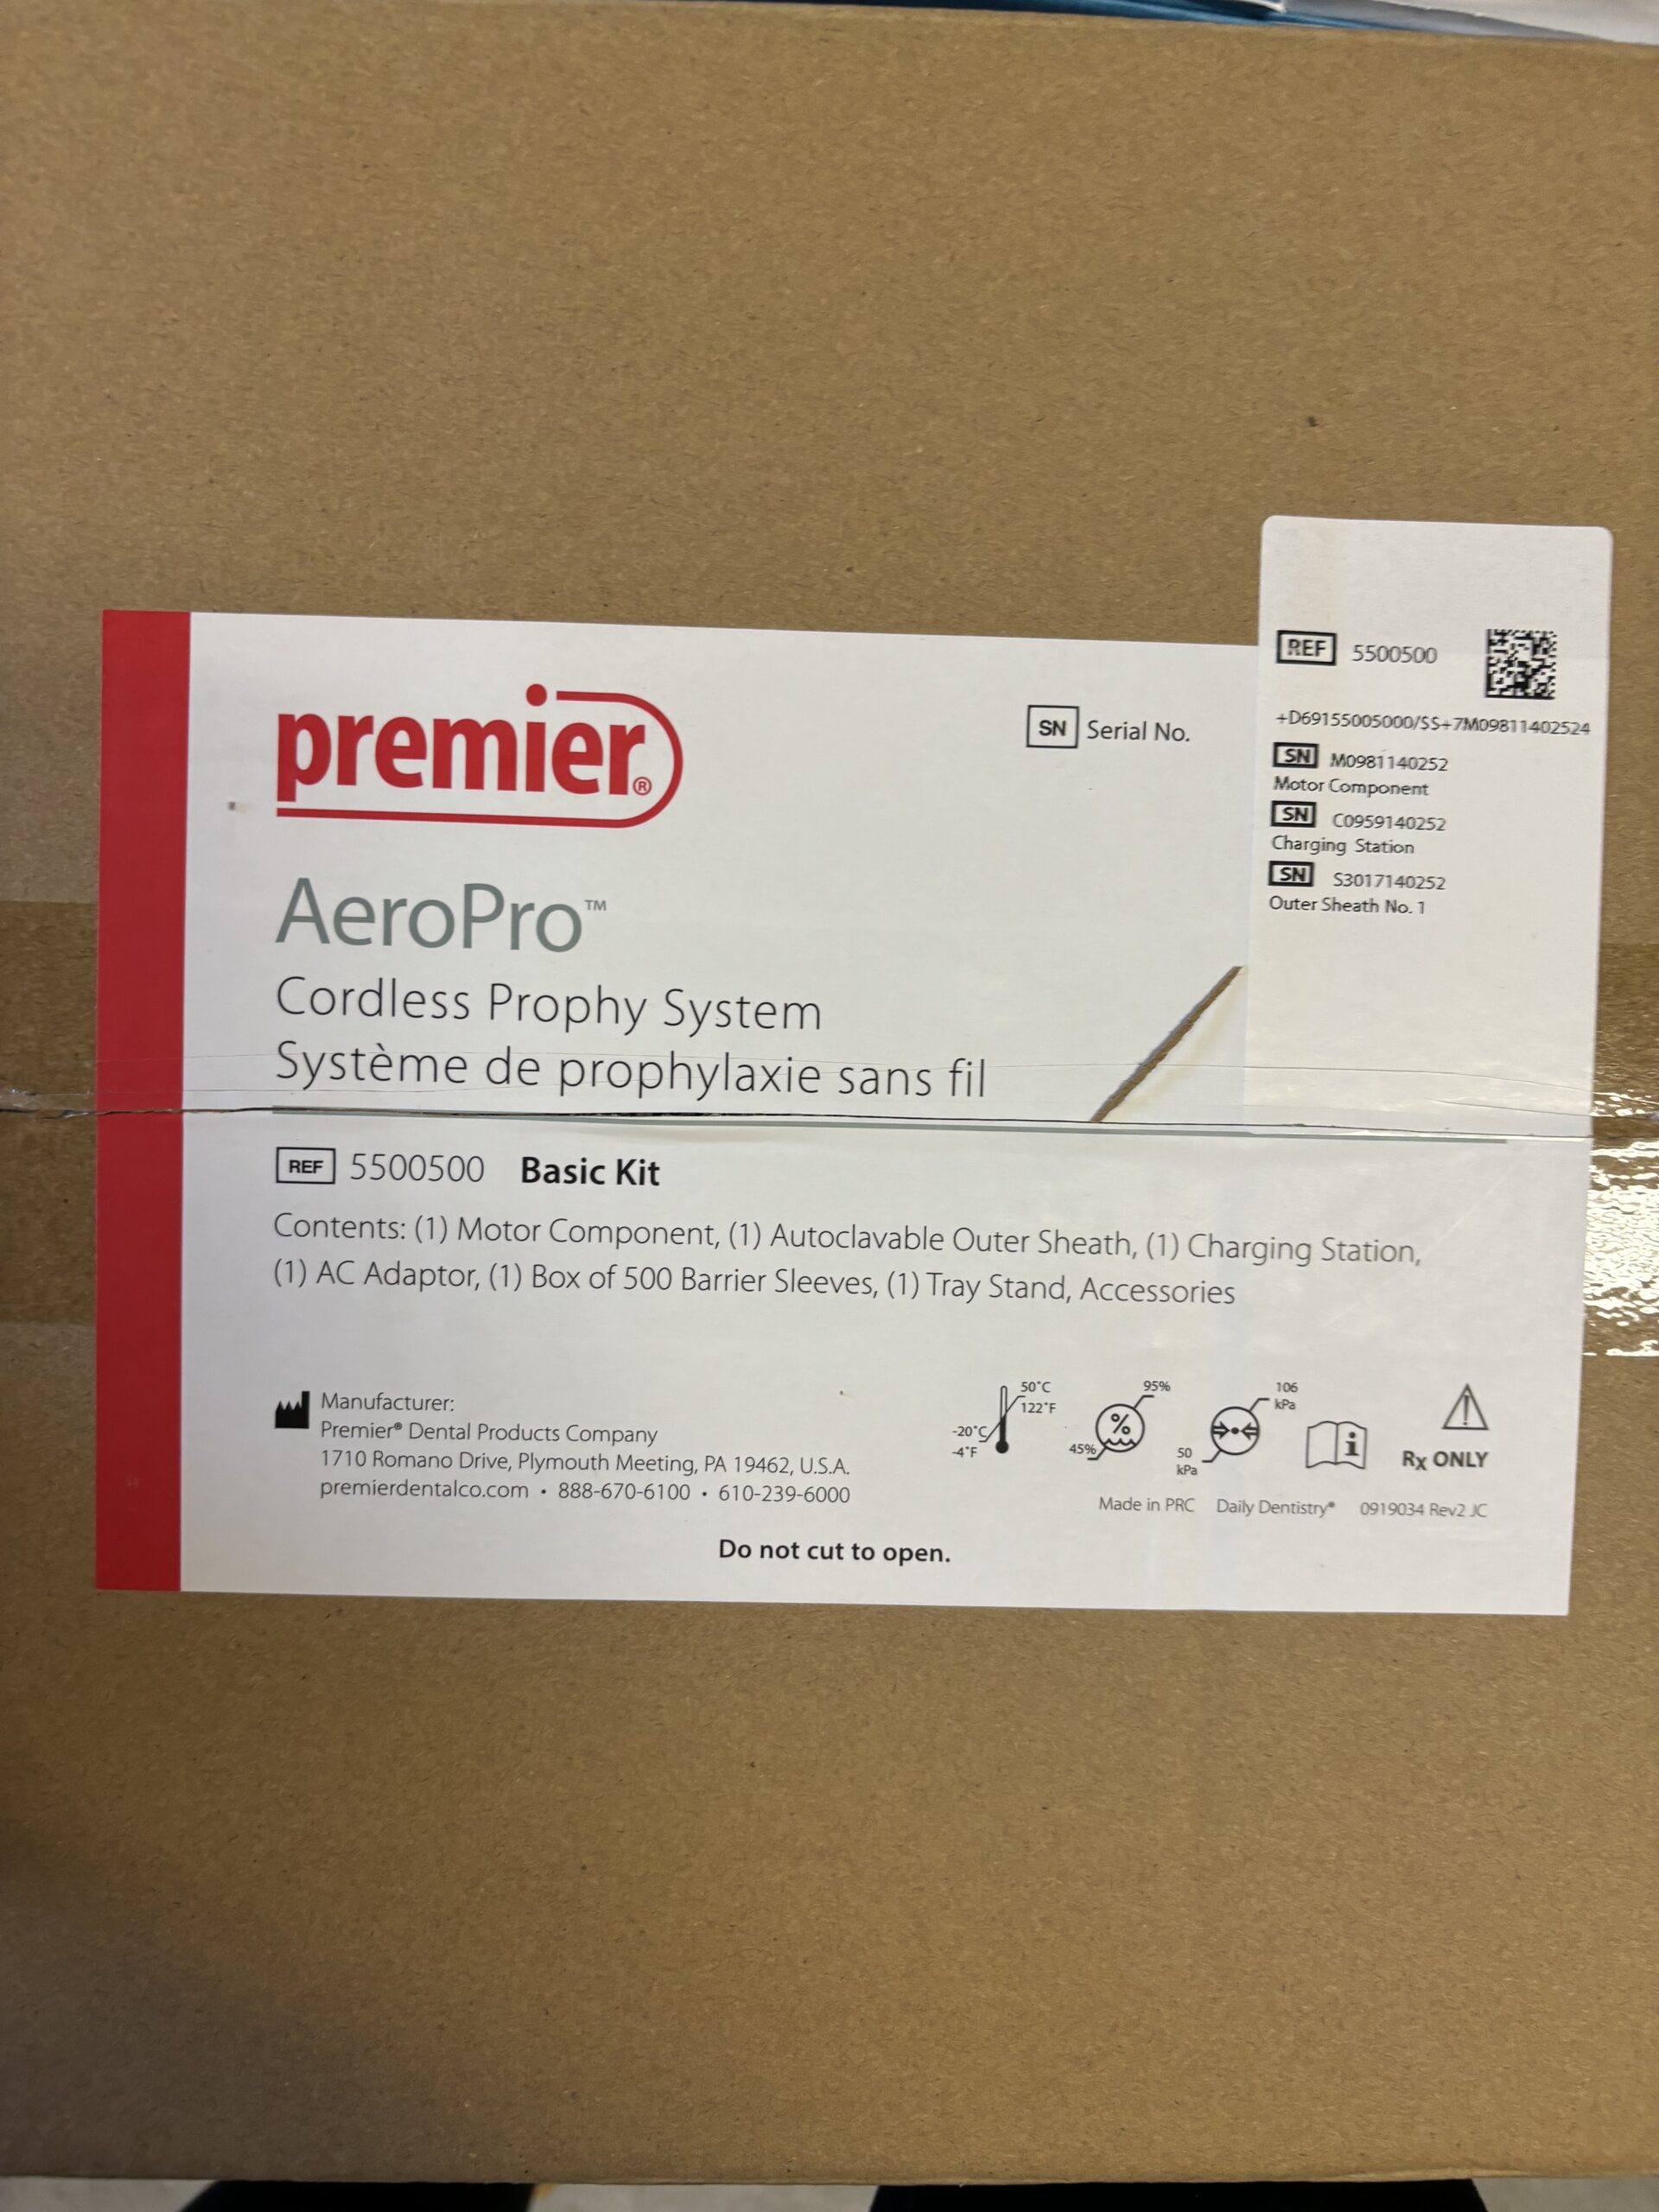 premier®
AeroPro™
Cordless Prophy System
Système de prophylaxie sans fil
SN Serial No.
REF 5500500
+D69155005000/SS+7M09811402524
SN M0981140252
Motor Component
SN C0959140252
Charging Station
SN S3017140252
Outer Sheath No. 1
REF 5500500 Basic Kit
Contents: (1) Motor Component, (1) Autoclavable Outer Sheath, (1) Charging Station,
(1) AC Adaptor, (1) Box of 500 Barrier Sleeves, (1) Tray Stand, Accessories
Manufacturer:
Premier® Dental Products Company
1710 Romano Drive, Plymouth Meeting, PA 19462, U.S.A.
premierdentalco.com • 888-670-6100 • 610-239-6000
50°C
122°F
-20°C
-4°F
95%
%
45%
106
kPa
50
kPa
i
Rx ONLY
Made in PRC Daily Dentistry® 0919034 Rev2 JC
Do not cut to open.